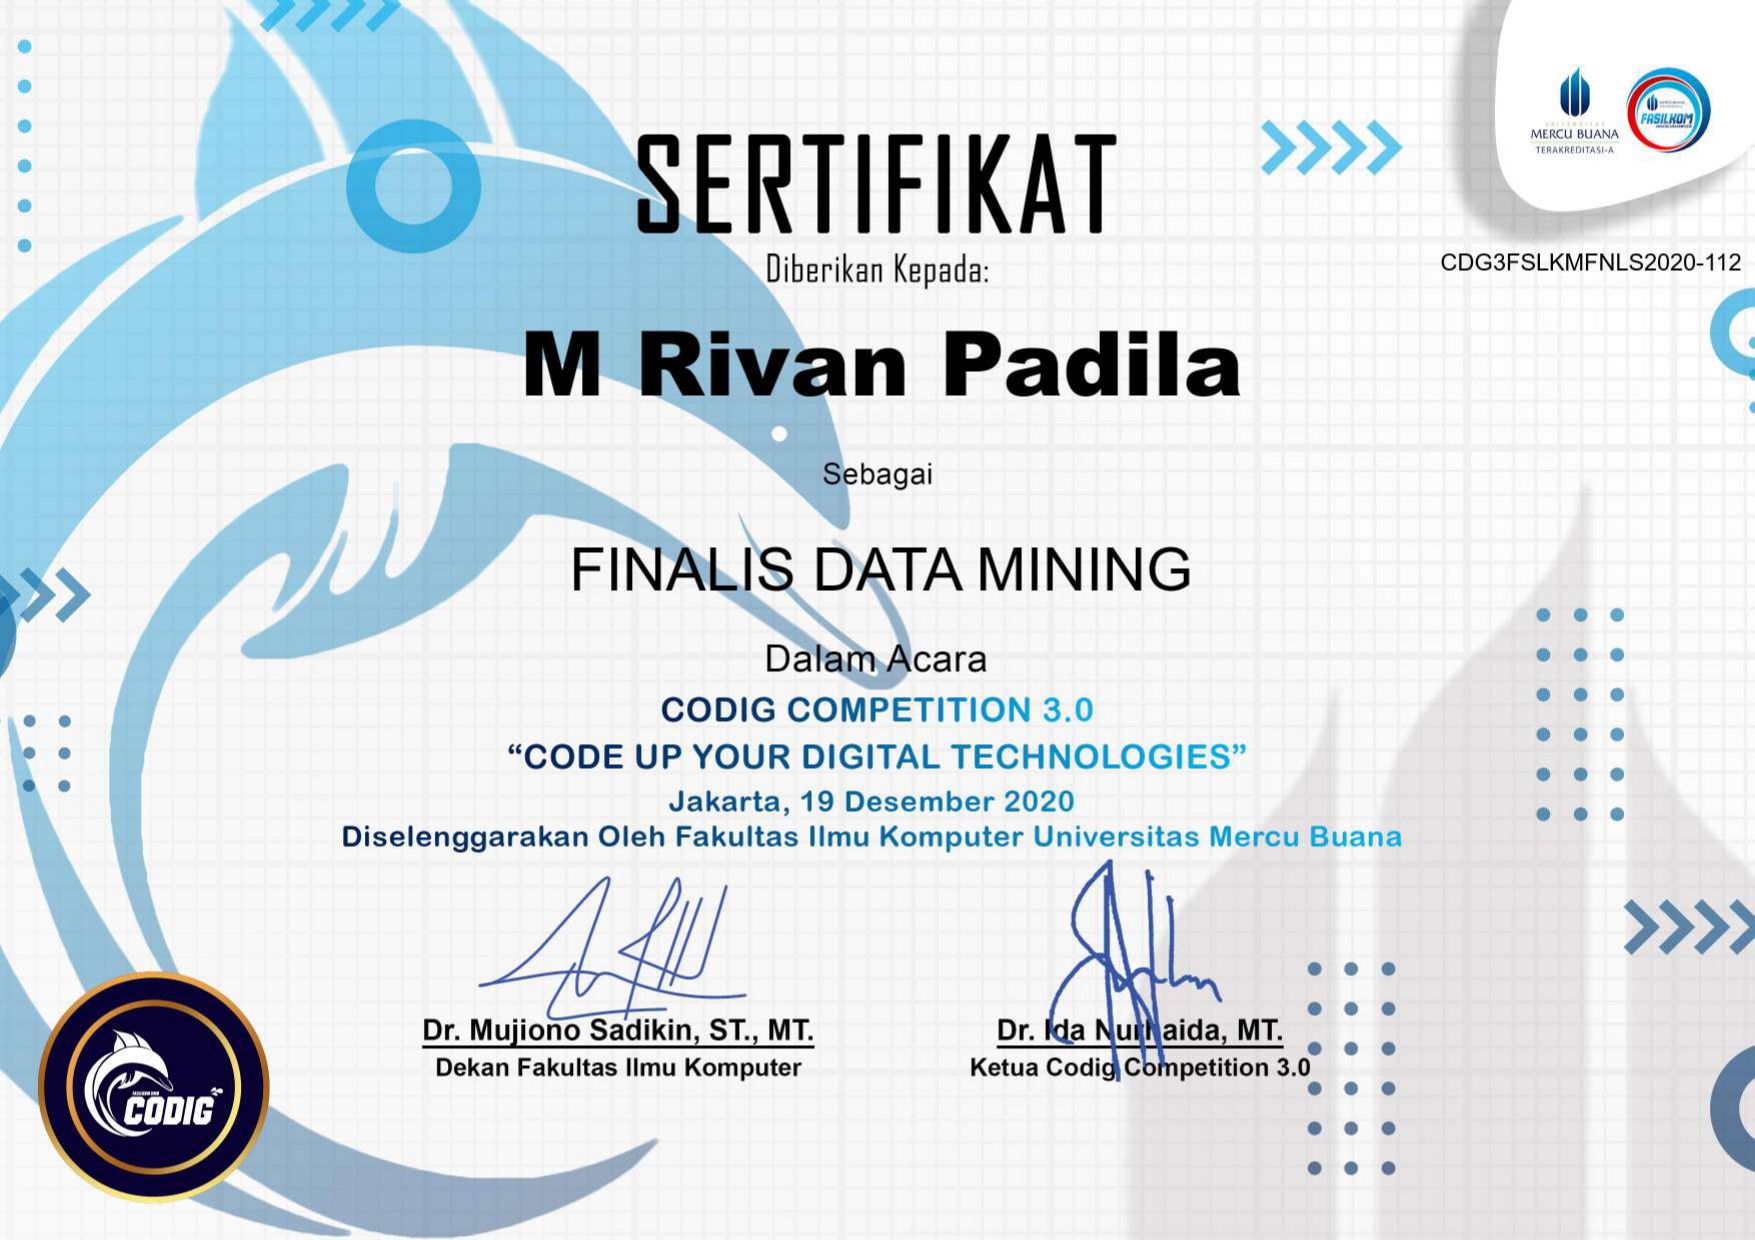 UNIVERSITAS
MERCU BUANA
TERAKREDITASI-A
FASILKOM
SERTIFIKAT
Diberikan Kepada:
CDG3FSLKMFNLS2020-112
M Rivan Padila
Sebagai
FINALIS DATA MINING
Dalam Acara
CODIG COMPETITION 3.0
“CODE UP YOUR DIGITAL TECHNOLOGIES”
Jakarta, 19 Desember 2020
Diselenggarakan Oleh Fakultas Ilmu Komputer Universitas Mercu Buana
Dr. Mujiono Sadikin, ST., MT.
Dekan Fakultas Ilmu Komputer
Dr. Ida Nurhaida, MT.
Ketua Codig Competition 3.0
CODIG